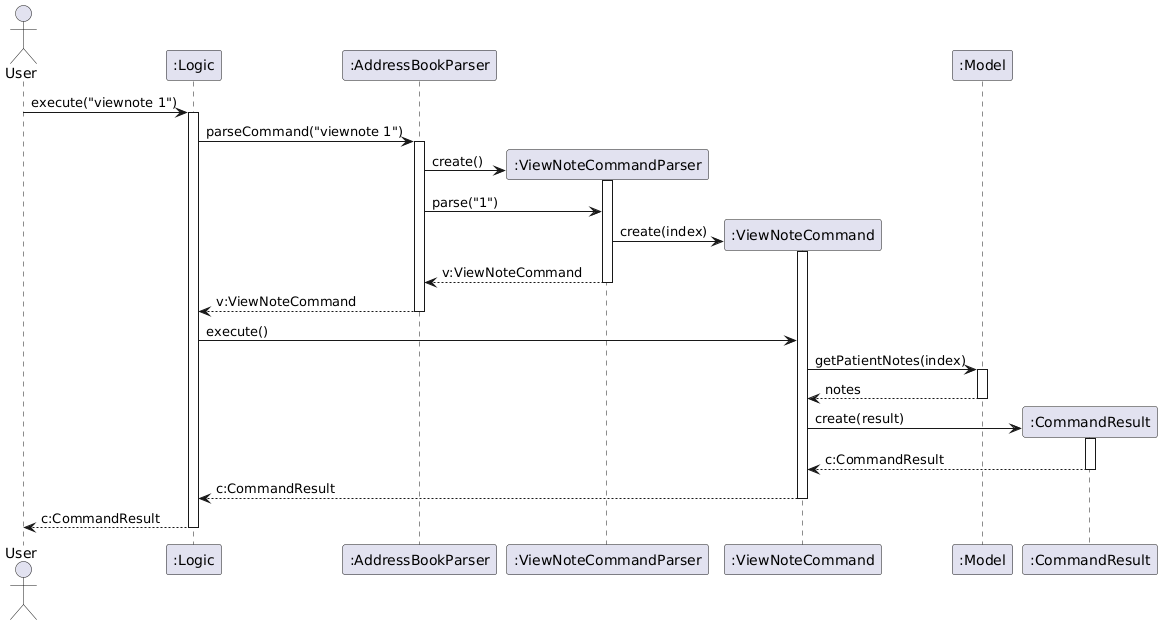 User
:Logic
:AddressBookParser
:Model
execute("viewnote 1")
parseCommand("viewnote 1")
create()
:ViewNoteCommandParser
parse("1")
create(index)
:ViewNoteCommand
v:ViewNoteCommand
v:ViewNoteCommand
execute()
getPatientNotes(index)
notes
create(result)
:CommandResult
c:CommandResult
c:CommandResult
c:CommandResult
User
:Logic
:AddressBookParser
:ViewNoteCommandParser
:ViewNoteCommand
:Model
:CommandResult